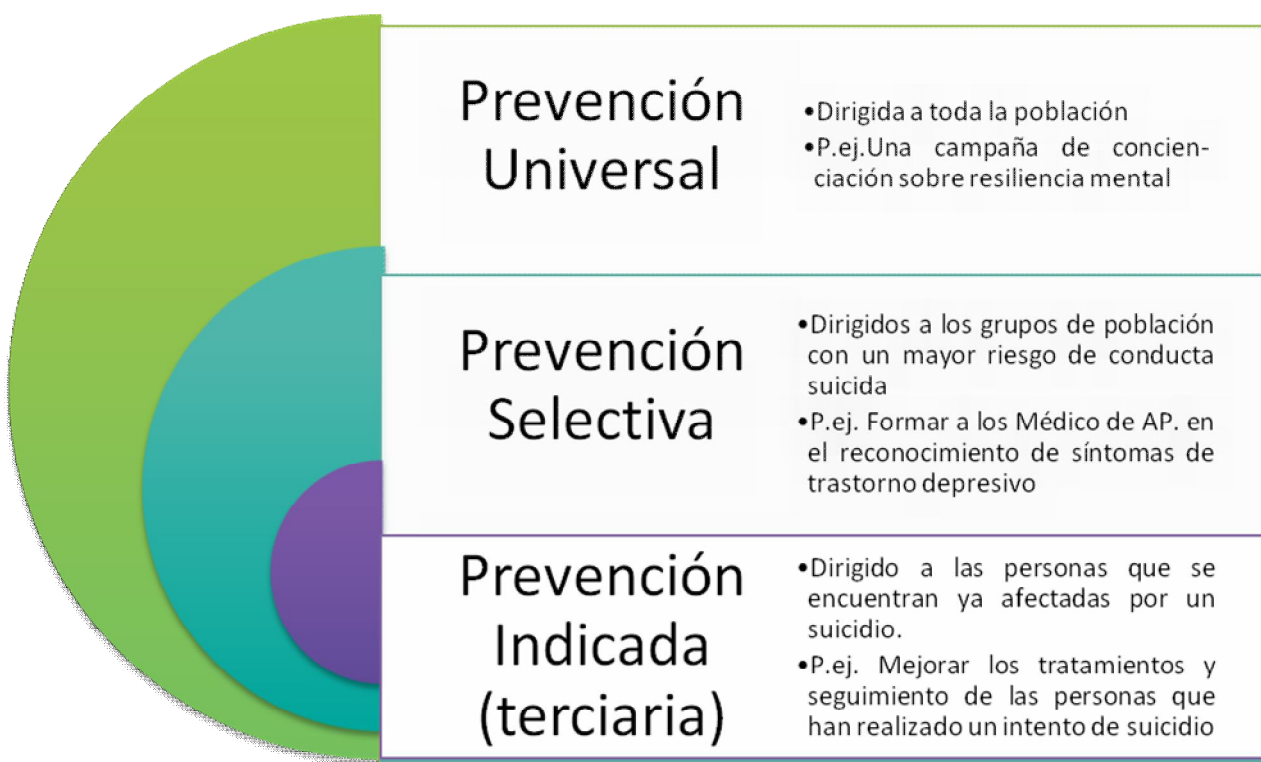 Prevención
Universal
•Dirigida a toda la población
•P.ej.Una campaña de concien-
ciación sobre resiliencia mental
Prevención
Selectiva
•Dirigidos a los grupos de población
con un mayor riesgo de conducta
suicida
•P.ej. Formar a los Médico de AP. en
el reconocimiento de síntomas de
trastorno depresivo
Prevención
Indicada
(terciaria)
•Dirigido a las personas que se
encuentran ya afectadas por un
suicidio.
•P.ej. Mejorar los tratamientos y
seguimiento de las personas que
han realizado un intento de suicidio